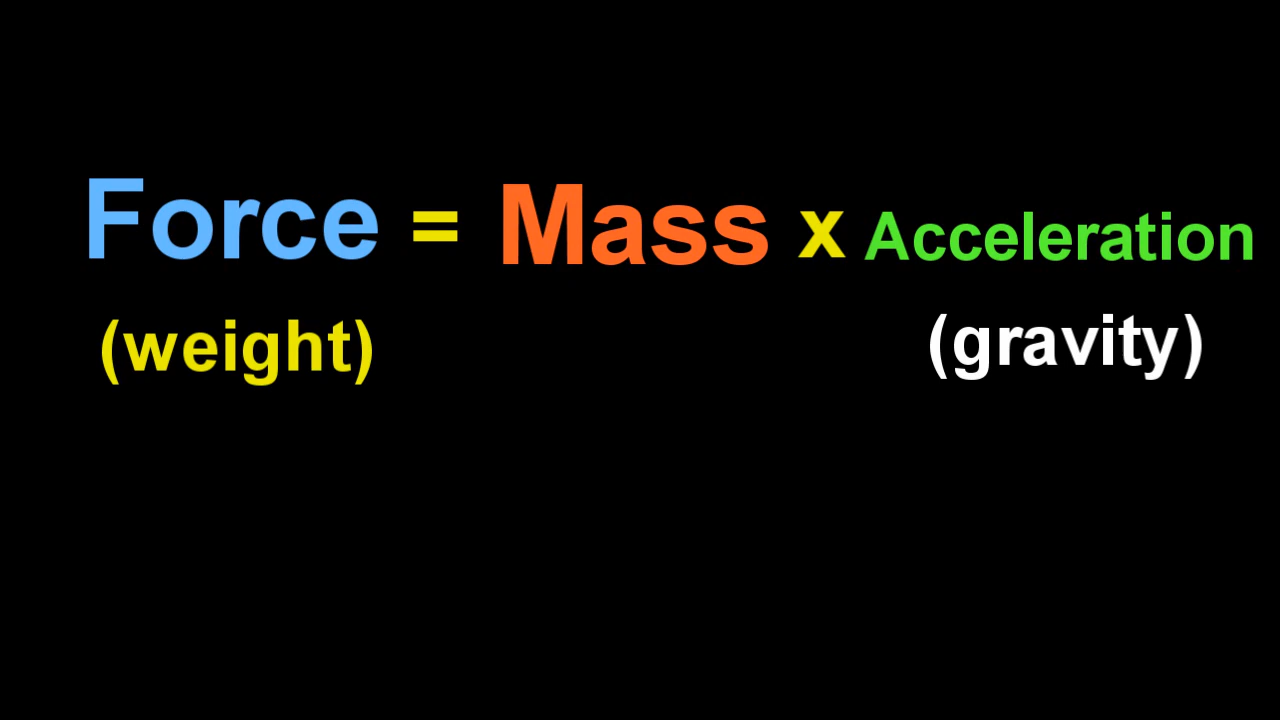 Force = Mass x Acceleration
(weight) (gravity)